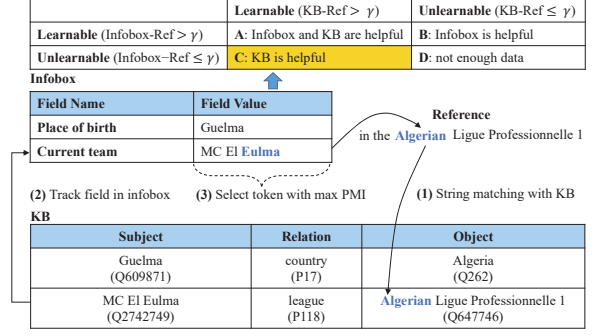 Learnable (KB-Ref > γ) Unlearnable (KB-Ref ≤ γ)
Learnable (Infobox-Ref > γ) A: Infobox and KB are helpful B: Infobox is helpful
Unlearnable (Infobox−Ref ≤ γ) C: KB is helpful D: not enough data
Infobox
Field Name Field Value
Place of birth Guelma
Current team MC El Eulma
Reference
in the Algerian Ligue Professionnelle 1
(2) Track field in infobox (3) Select token with max PMI (1) String matching with KB
KB
Subject Relation Object
Guelma country Algeria
(Q609871) (P17) (Q262)
MC El Eulma league Algerian Ligue Professionnelle 1
(Q2742749) (P118) (Q647746)